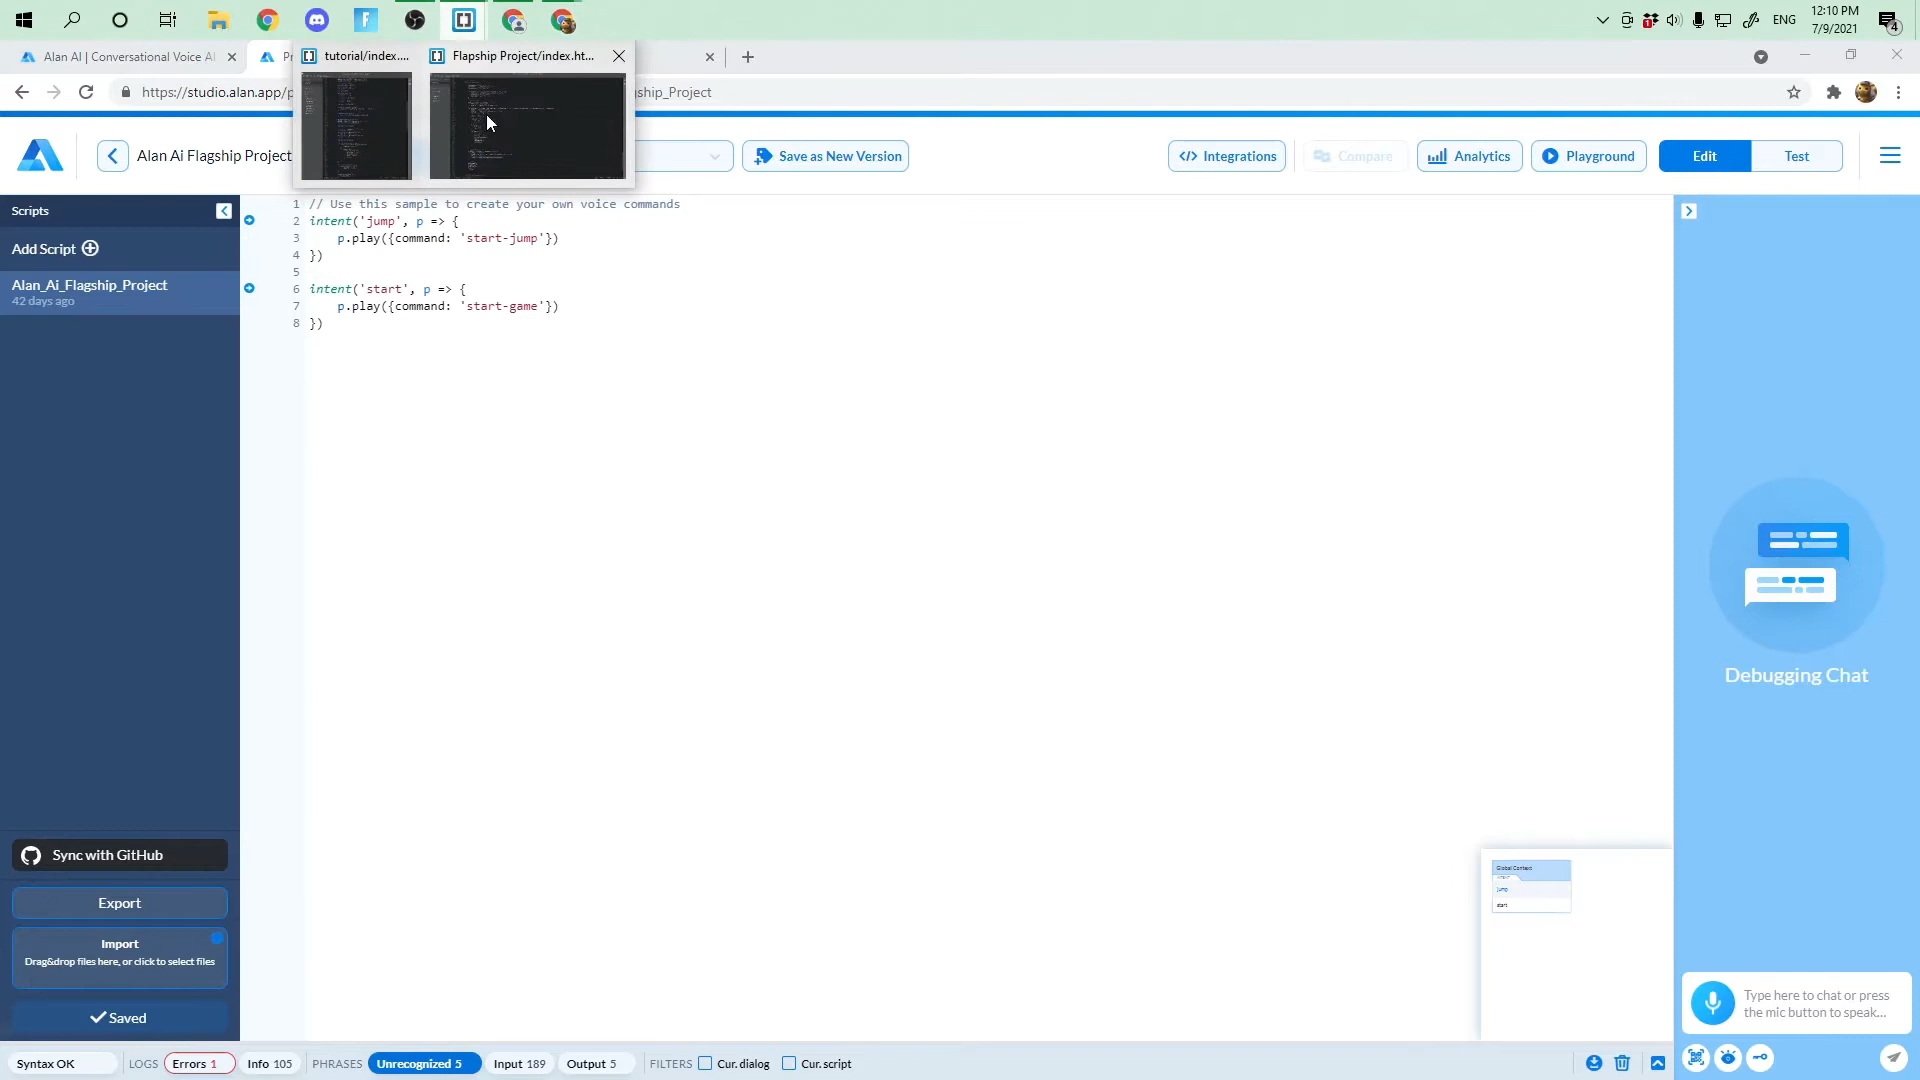 ENG
12:10 PM
7/9/2021
4
Alan AI | Conversational Voice AI
tutorial/index....
Flapship Project/index.ht...
https://studio.alan.app/p
ship_Project
Alan Ai Flagship Project
Save as New Version
</> Integrations
Compare
Analytics
Playground
Edit
Test
Scripts
Add Script
Alan_Ai_Flagship_Project
42 days ago
1 // Use this sample to create your own voice commands
2 intent('jump', p => {
3 p.play({command: 'start-jump'})
4 })
5
6 intent('start', p => {
7 p.play({command: 'start-game'})
8 })
Debugging Chat
Global Context
jump
start
Sync with GitHub
Export
Import
Drag&drop files here, or click to select files
Saved
Type here to chat or press
the mic button to speak...
Syntax OK
LOGS
Errors 1
Info 105
PHRASES
Unrecognized 5
Input 189
Output 5
FILTERS
Cur. dialog
Cur. script